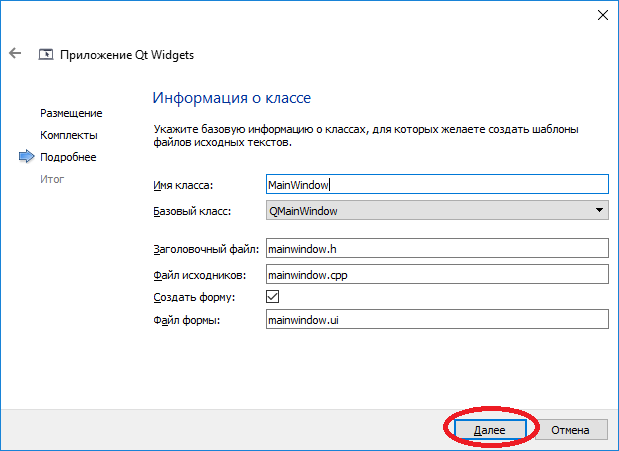 Приложение Qt Widgets
Размещение
Комплекты
Подробнее
Итог
Информация о классе
Укажите базовую информацию о классах, для которых желаете создать шаблоны
файлов исходных текстов.
Имя класса: MainWindow
Базовый класс: QMainWindow
Заголовочный файл: mainwindow.h
Файл исходников: mainwindow.cpp
Создать форму:
Файл формы: mainwindow.ui
Далее Отмена